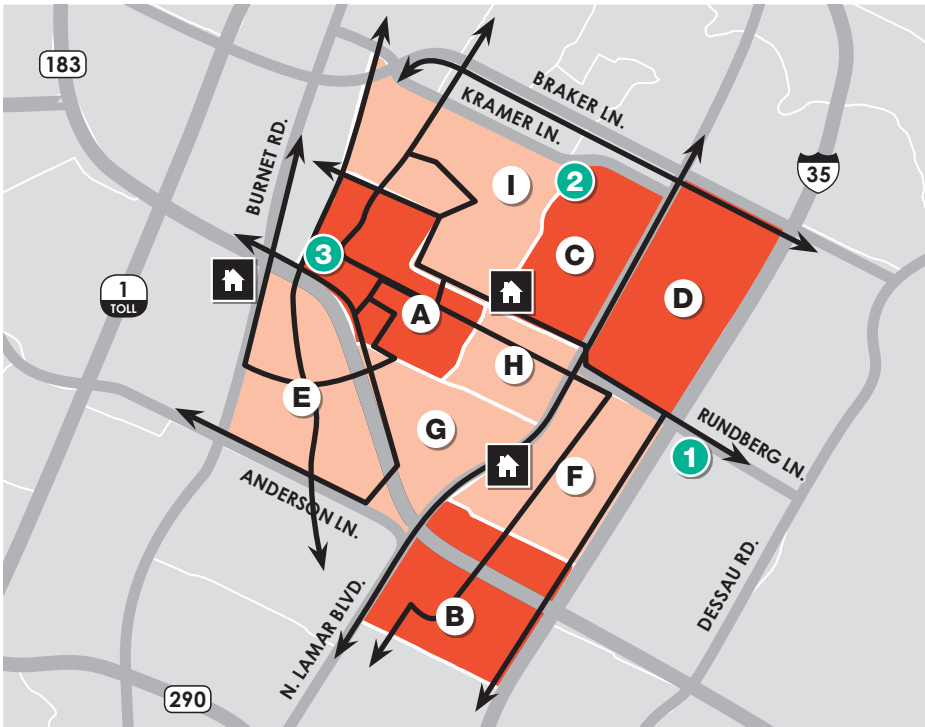 183
BRAKER LN.
KRAMER LN.
BURNET RD.
35
I
2
C
3
1
TOLL
D
A
H
E
G
RUNDBERG LN.
1
F
ANDERSON LN.
DESSAU RD.
N. LAMAR BLVD.
B
290